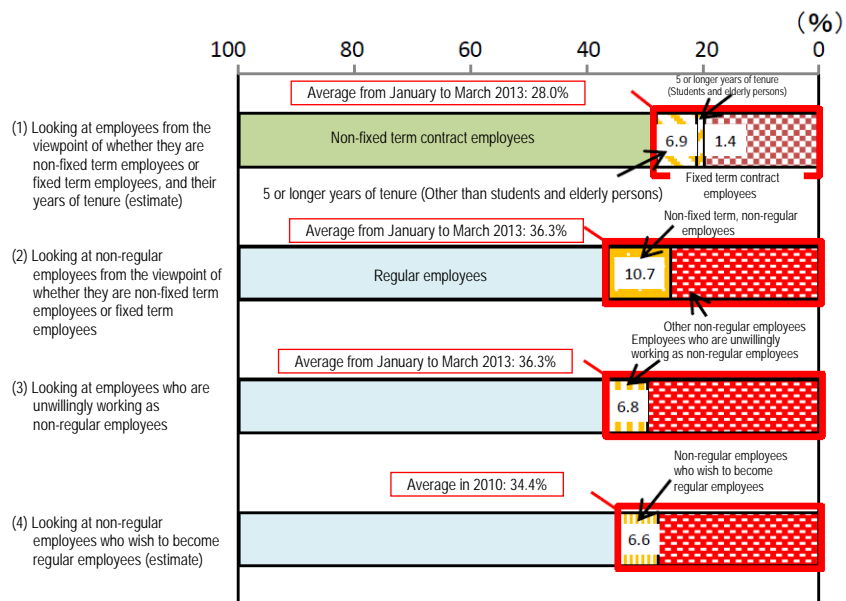 (%)
100 80 60 40 20 0
Average from January to March 2013: 28.0%
5 or longer years of tenure
(Students and elderly persons)
(1) Looking at employees from the
viewpoint of whether they are
non-fixed term employees or
fixed term employees, and their
years of tenure (estimate)
Non-fixed term contract employees
6.9
1.4
Fixed term contract
employees
5 or longer years of tenure (Other than students and elderly persons)
Average from January to March 2013: 36.3%
Non-fixed term, non-regular
employees
(2) Looking at non-regular
employees from the viewpoint of
whether they are non-fixed term
employees or fixed term
employees
Regular employees
10.7
Other non-regular employees
Employees who are unwillingly
working as non-regular employees
Average from January to March 2013: 36.3%
(3) Looking at employees who are
unwillingly working as
non-regular employees
6.8
Average in 2010: 34.4%
Non-regular employees
who wish to become
regular employees
(4) Looking at non-regular
employees who wish to become
regular employees (estimate)
6.6